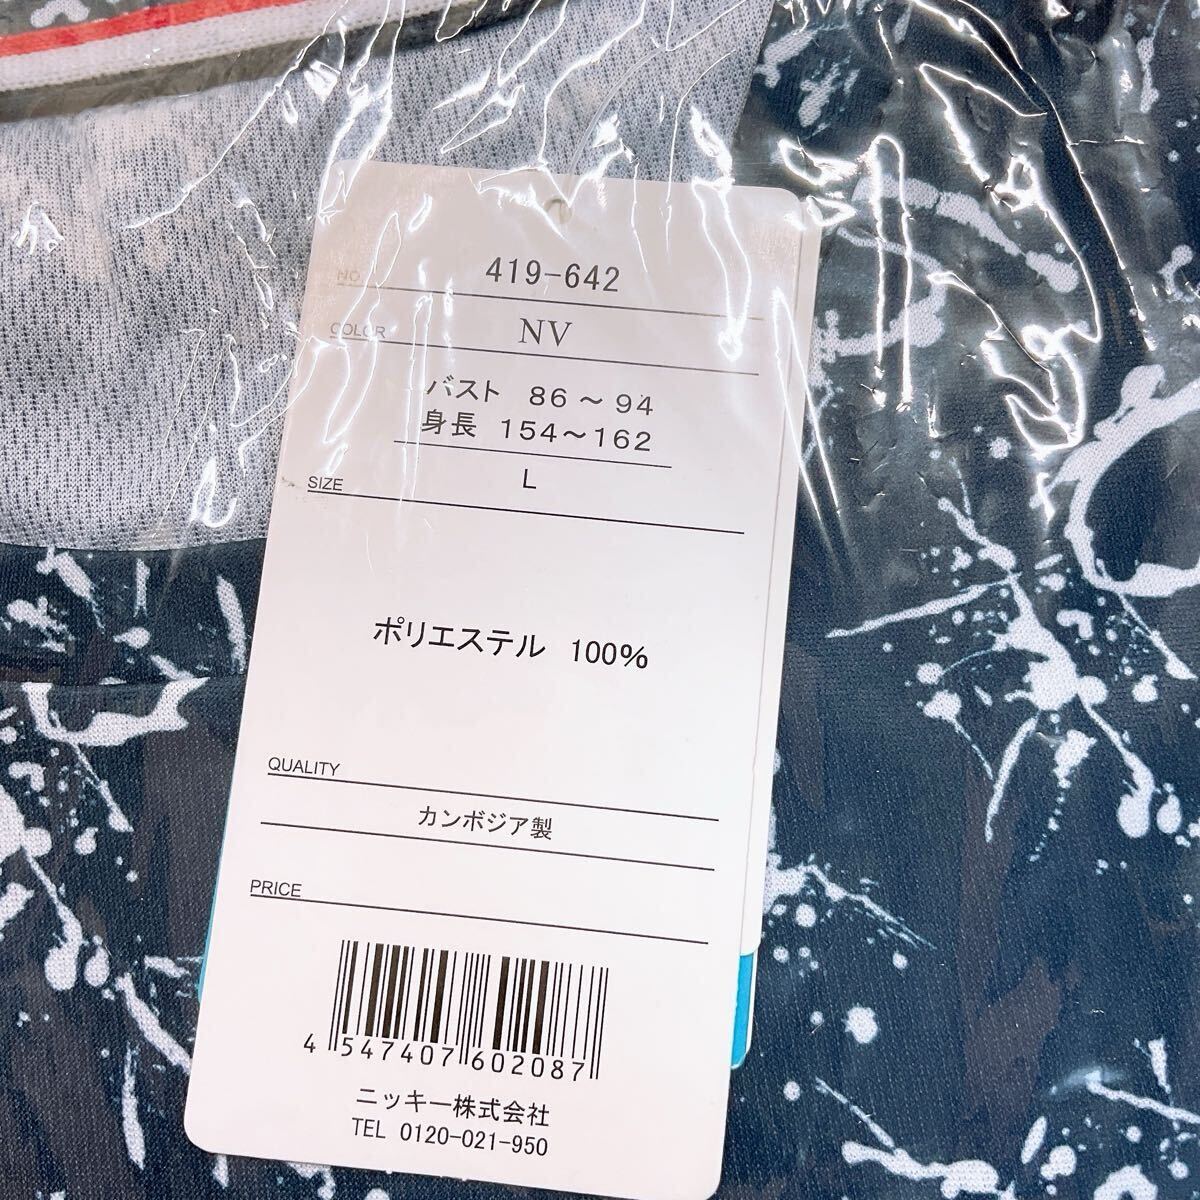 NO.
419-642
COLOR
NV
バスト 86～94
身長 154～162
SIZE
L
ポリエステル 100%
QUALITY
カンボジア製
PRICE
4 547407 602087
ニッキー株式会社
TEL 0120-021-950